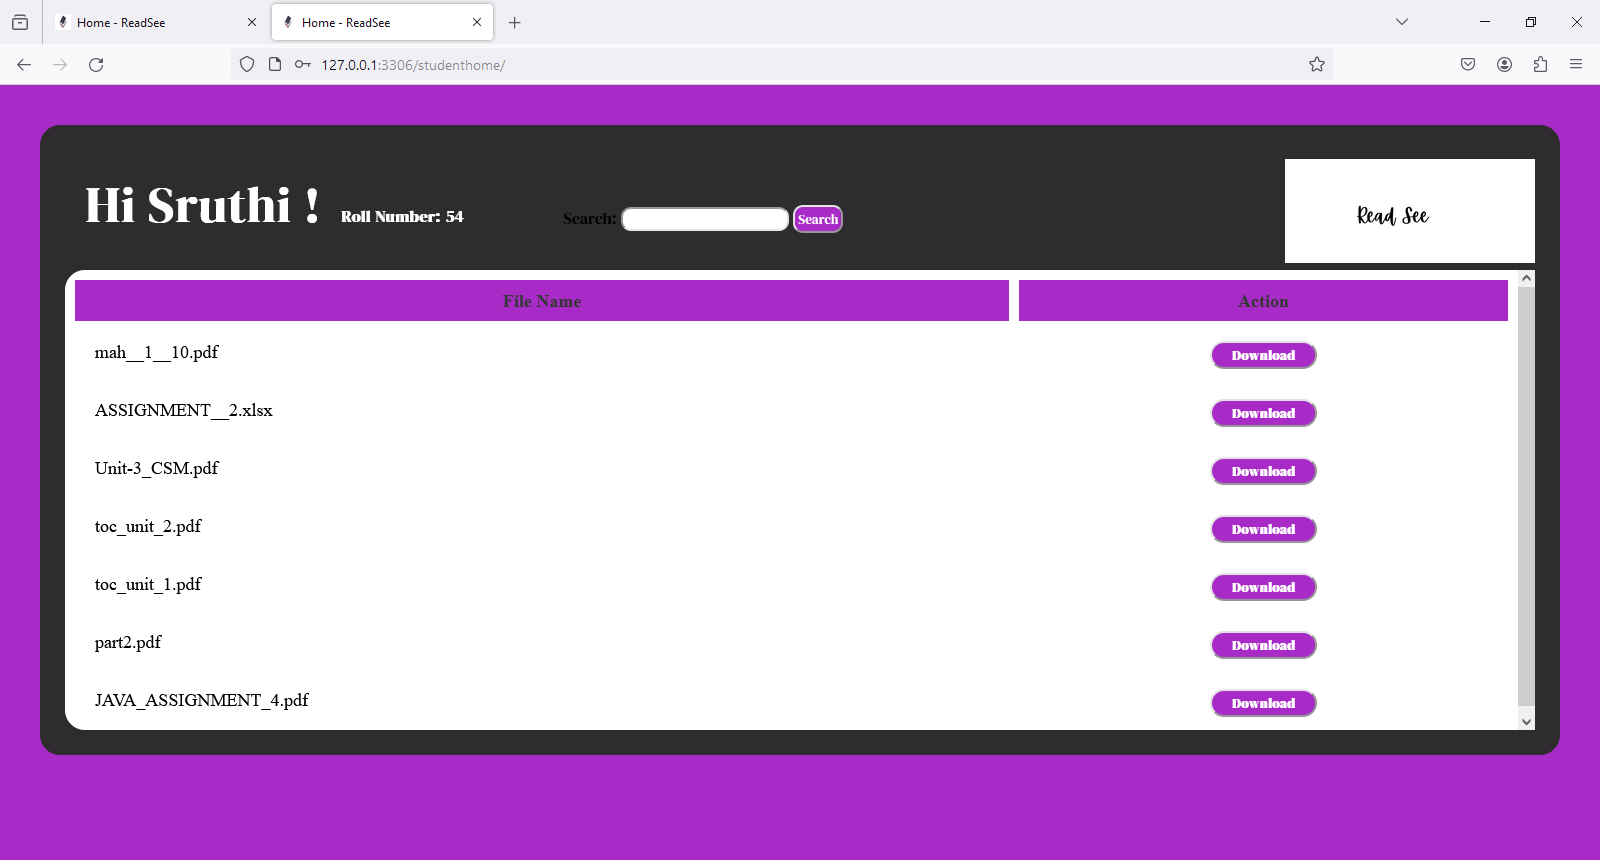 Home - ReadSee
Home - ReadSee
127.0.0.1:3306/studenthome/
Hi Sruthi !
Roll Number: 54
Search:
Search
Read See
File Name
Action
mah__1__10.pdf
Download
ASSIGNMENT__2.xlsx
Download
Unit-3_CSM.pdf
Download
toc_unit_2.pdf
Download
toc_unit_1.pdf
Download
part2.pdf
Download
JAVA_ASSIGNMENT_4.pdf
Download